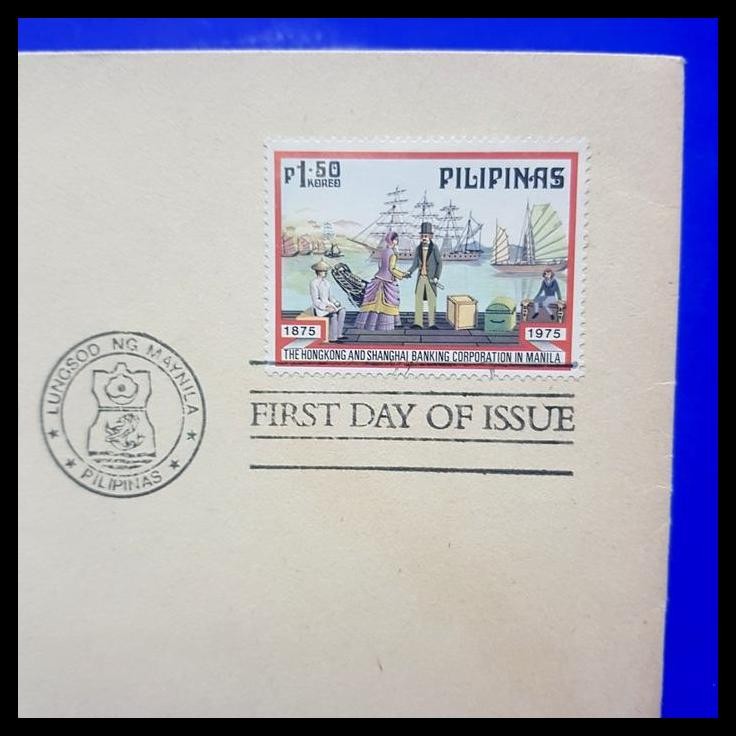 P1.50
KOREO
PILIPINAS
1875
1975
THE HONGKONG AND SHANGHAI BANKING CORPORATION IN MANILA
FIRST DAY OF ISSUE
LUNGSOD NG MAYNILA
PILIPINAS